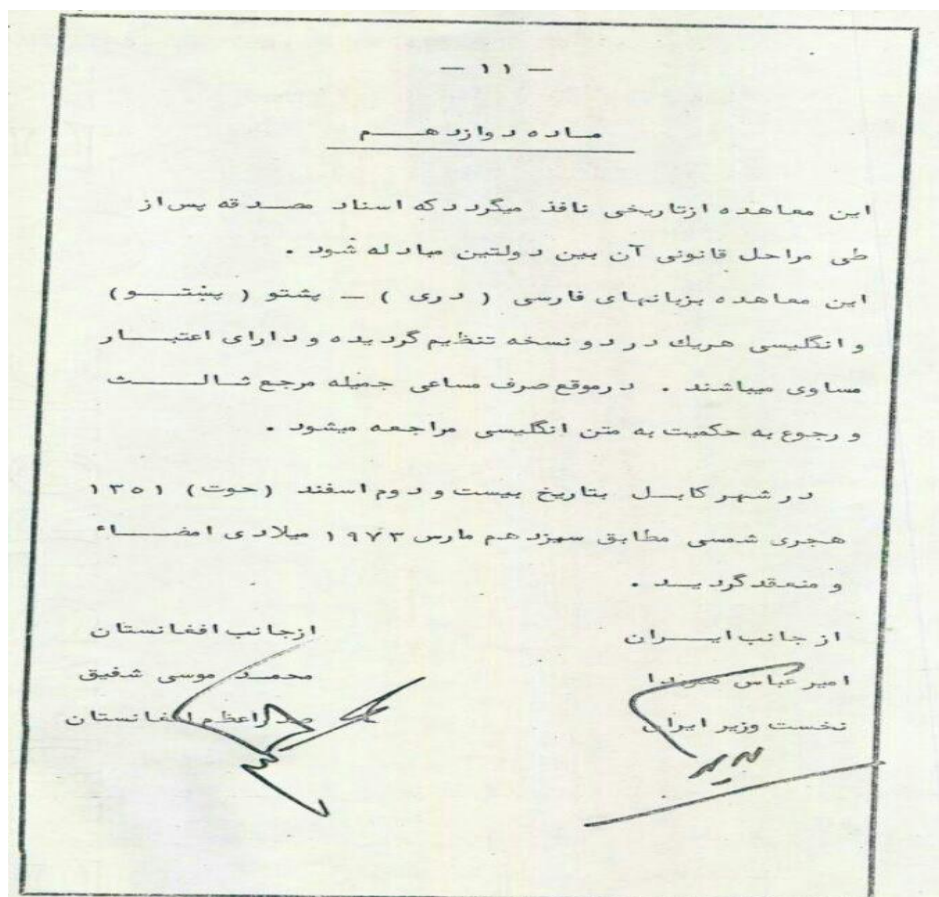 - ۱۱ -
ماده دوازدهم
این معاهده ازتاریخی نافذ میگردد که اسناد مصدقه پس از
طی مراحل قانونی آن بین دولتین مبادله شود .
این معاهده بزبانهای فارسی ( دری ) - پشتو ( پښتو )
و انگلیسی هریك در دو نسخه تنظیم گردیده و دارای اعتبار
مساوی میباشند . درموقع صرف مساعی جمیله مرجع ثالث
و رجوع به حکمیت به متن انگلیسی مراجعه میشود .
در شهر کابل بتاریخ بیست و دوم اسفند (حوت) ۱۳۵۱
هجری شمسی مطابق سیزدهم مارس ۱۹۷۳ میلادی امضاء
و منعقد گردید .
از جانب ایران
امیر عباس هویدا
نخست وزیر ایران
ازجانب افغانستان
محمد موسی شفیق
صدراعظم افغانستان